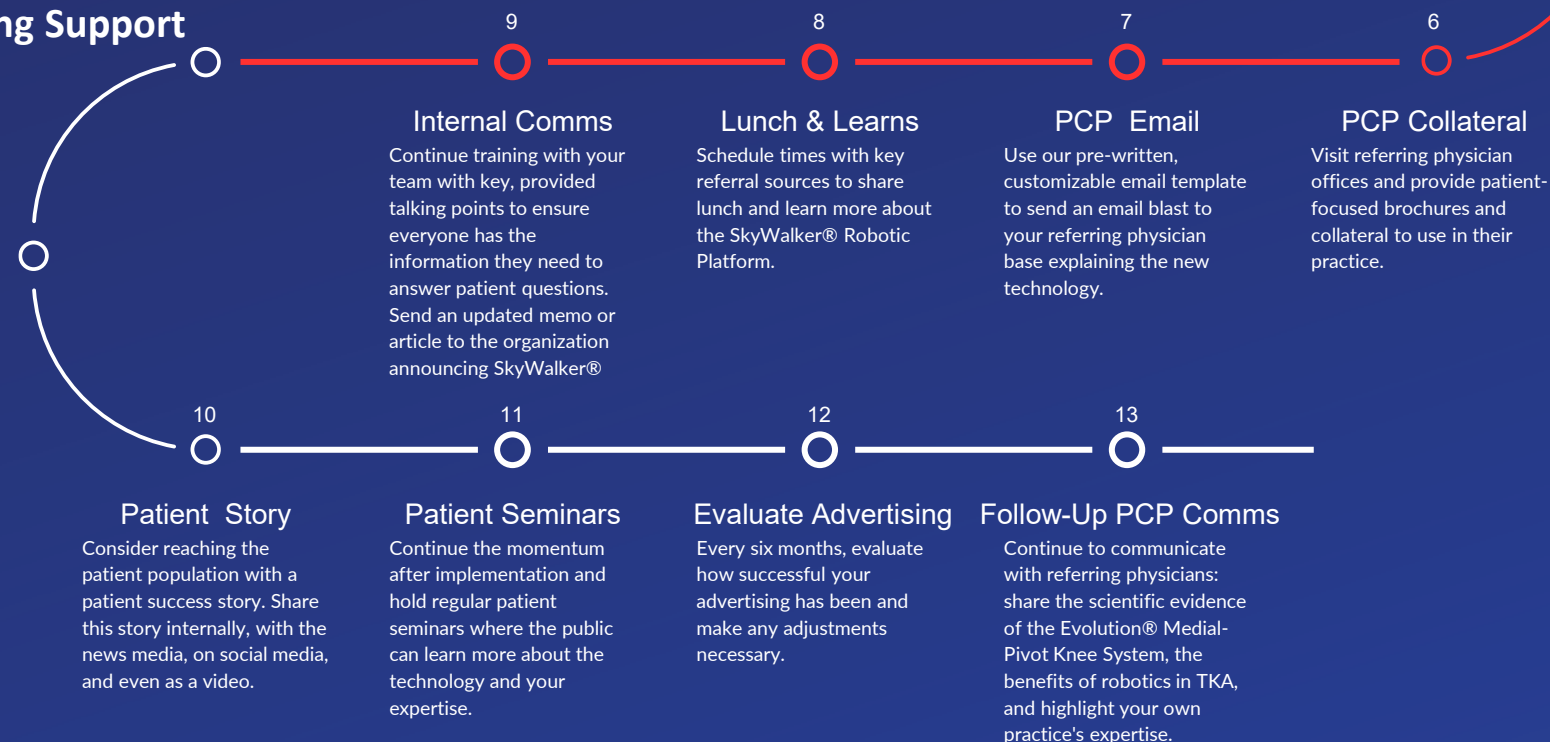 ng Support
9
8
7
6
Internal Comms
Continue training with your
team with key, provided
talking points to ensure
everyone has the
information they need to
answer patient questions.
Send an updated memo or
article to the organization
announcing SkyWalker®
Lunch & Learns
Schedule times with key
referral sources to share
lunch and learn more about
the SkyWalker® Robotic
Platform.
PCP  Email
Use our pre-written,
customizable email template
to send an email blast to
your referring physician
base explaining the new
technology.
PCP Collateral
Visit referring physician
offices and provide patient-
focused brochures and
collateral to use in their
practice.
10
11
12
13
Patient  Story
Consider reaching the
patient population with a
patient success story. Share
this story internally, with the
news media, on social media,
and even as a video.
Patient Seminars
Continue the momentum
after implementation and
hold regular patient
seminars where the public
can learn more about the
technology and your
expertise.
Evaluate Advertising
Every six months, evaluate
how successful your
advertising has been and
make any adjustments
necessary.
Follow-Up PCP Comms
Continue to communicate
with referring physicians:
share the scientific evidence
of the Evolution® Medial-
Pivot Knee System, the
benefits of robotics in TKA,
and highlight your own
practice's expertise.